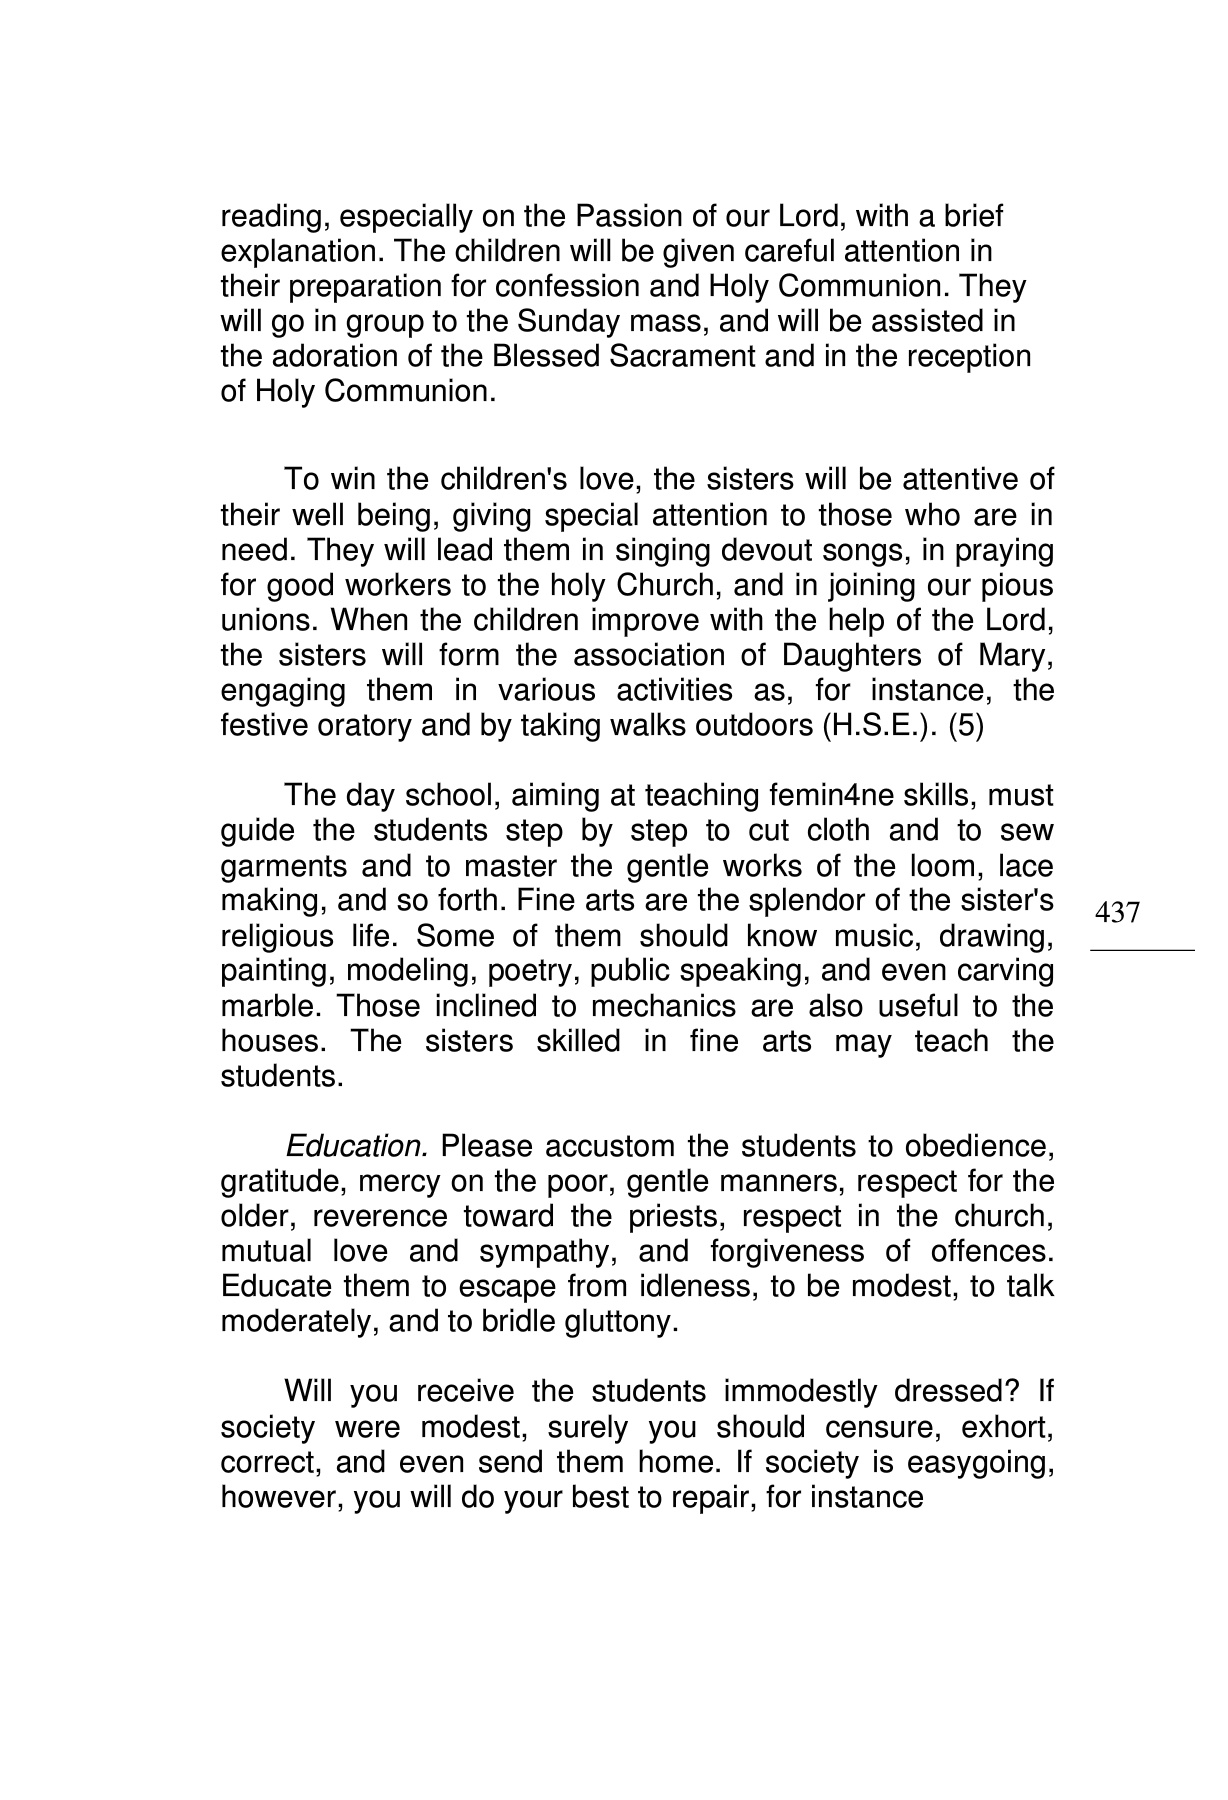 reading, especially on the Passion of our Lord, with a brief
explanation. The children will be given careful attention in
their preparation for confession and Holy Communion. They
will go in group to the Sunday mass, and will be assisted in
the adoration of the Blessed Sacrament and in the reception
of Holy Communion.
To win the children's love, the sisters will be attentive of
their well being, giving special attention to those who are in
need. They will lead them in singing devout songs, in praying
for good workers to the holy Church, and in joining our pious
unions. When the children improve with the help of the Lord,
the sisters will form the association of Daughters of Mary,
engaging them in various activities as, for instance, the
festive oratory and by taking walks outdoors (H.S.E.). (5)
The day school, aiming at teaching femin4ne skills, must
guide the students step by step to cut cloth and to sew
garments and to master the gentle works of the loom, lace
making, and so forth. Fine arts are the splendor of the sister's
religious life. Some of them should know music, drawing,
painting, modeling, poetry, public speaking, and even carving
marble. Those inclined to mechanics are also useful to the
houses. The sisters skilled in fine arts may teach the
students.
437
Education. Please accustom the students to obedience,
gratitude, mercy on the poor, gentle manners, respect for the
older, reverence toward the priests, respect in the church,
mutual love and sympathy, and forgiveness of offences.
Educate them to escape from idleness, to be modest, to talk
moderately, and to bridle gluttony.
Will you receive the students immodestly dressed? If
society were modest, surely you should censure, exhort,
correct, and even send them home. If society is easygoing,
however, you will do your best to repair, for instance